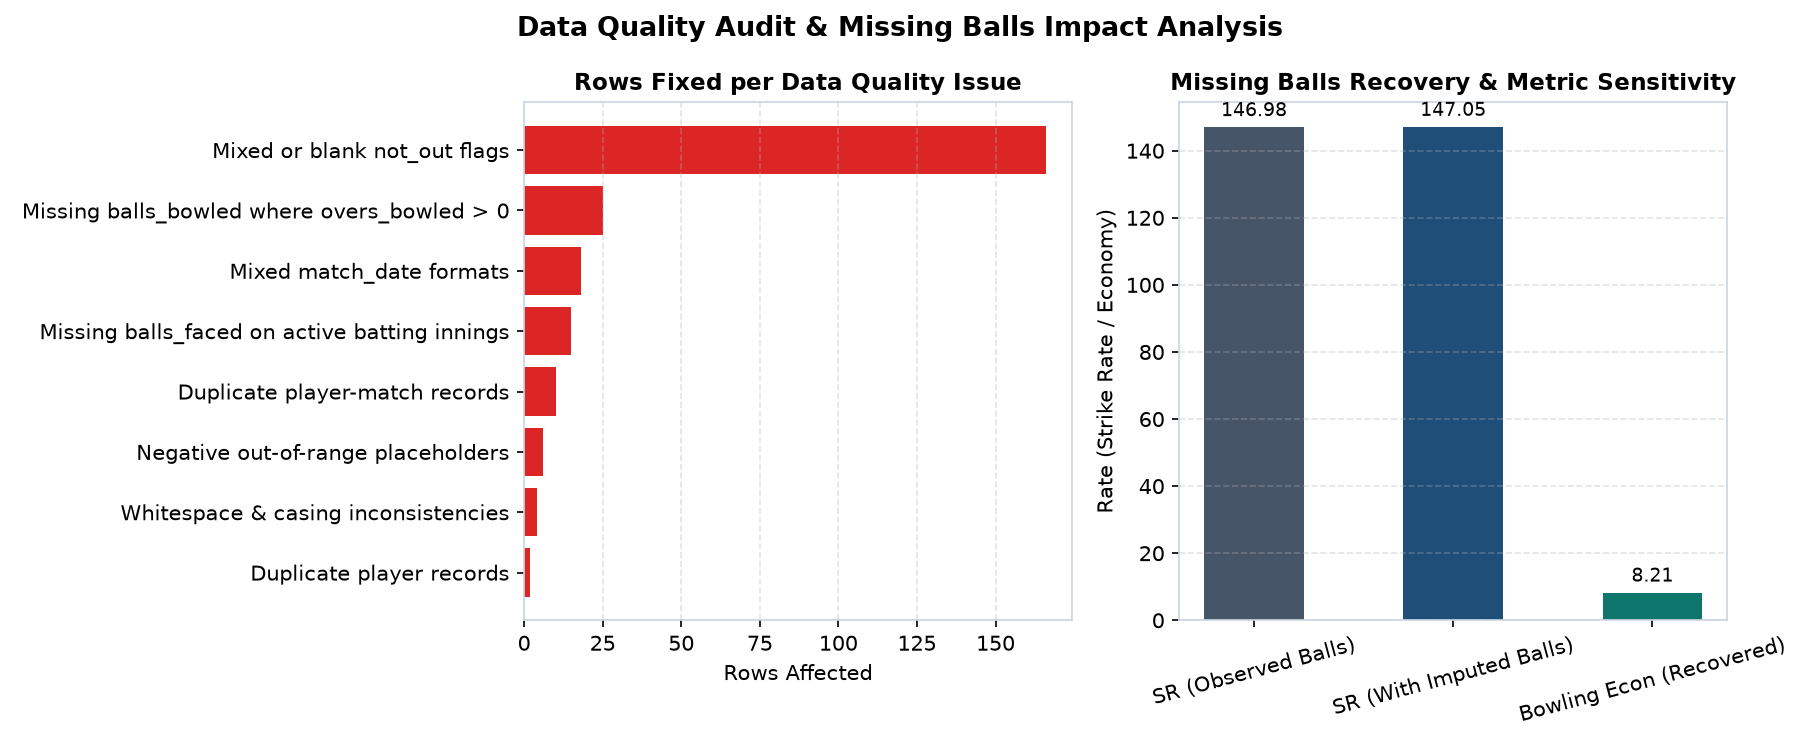 Data Quality Audit & Missing Balls Impact Analysis
Rows Fixed per Data Quality Issue
Mixed or blank not_out flags
Missing balls_bowled where overs_bowled > 0
Mixed match_date formats
Missing balls_faced on active batting innings
Duplicate player-match records
Negative out-of-range placeholders
Whitespace & casing inconsistencies
Duplicate player records
0 25 50 75 100 125 150
Rows Affected
Missing Balls Recovery & Metric Sensitivity
Rate (Strike Rate / Economy)
140
120
100
80
60
40
20
0
146.98
147.05
8.21
SR (Observed Balls)
SR (With Imputed Balls)
Bowling Econ (Recovered)